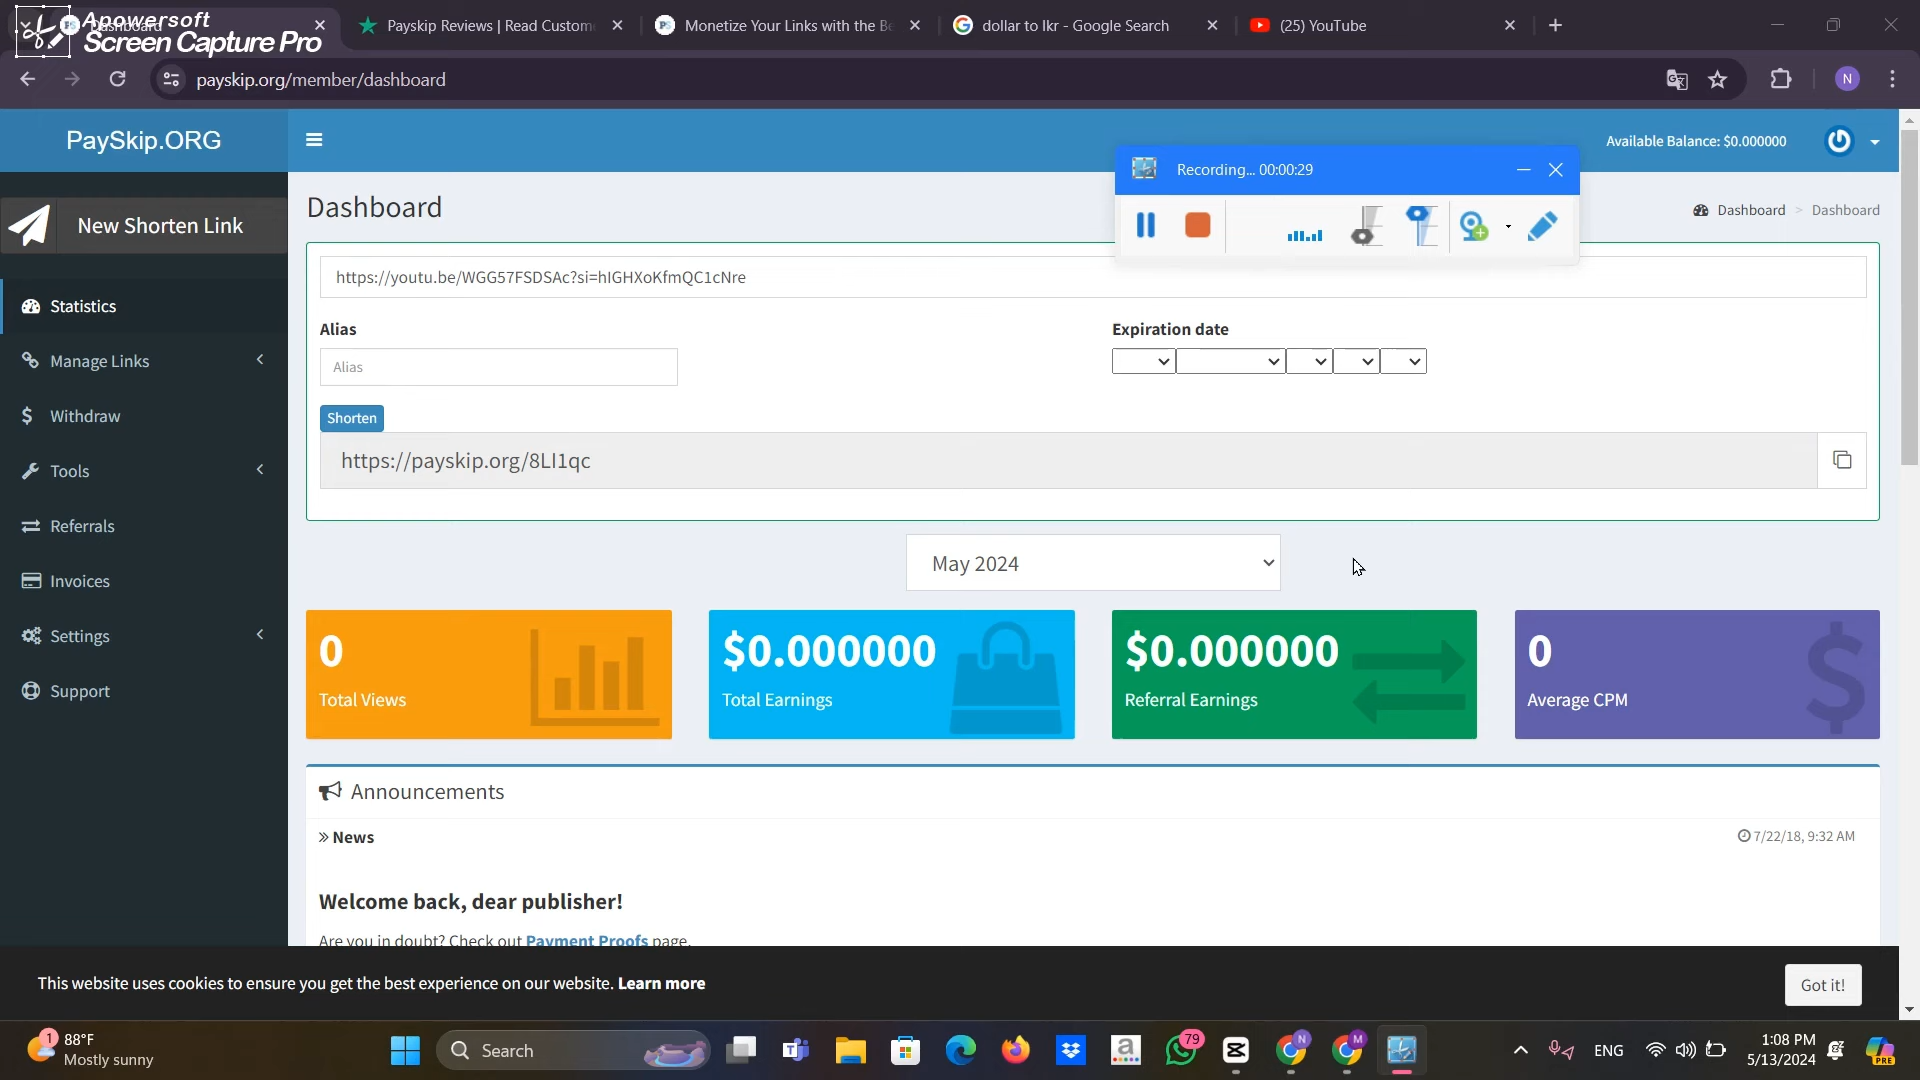 Apowersoft
Screen Capture Pro
Dashboard
Payskip Reviews | Read Custom
Monetize Your Links with the Be
dollar to lkr - Google Search
(25) YouTube
payskip.org/member/dashboard
N
PaySkip.ORG
Available Balance: $0.000000
Recording... 00:00:29
New Shorten Link
Dashboard
Dashboard > Dashboard
https://youtu.be/WGG57FSDSAc?si=hIGHXoKfmQC1cNre
Statistics
Alias
Expiration date
Manage Links
Alias
Withdraw
Shorten
https://payskip.org/8LI1qc
Tools
Referrals
May 2024
Invoices
Settings
0
$0.000000
$0.000000
0
Support
Total Views
Total Earnings
Referral Earnings
Average CPM
Announcements
» News
7/22/18, 9:32 AM
Welcome back, dear publisher!
Are you in doubt? Check out Payment Proofs page.
This website uses cookies to ensure you get the best experience on our website. Learn more
Got it!
1
88°F
Mostly sunny
Search
79
N
M
ENG
1:08 PM
5/13/2024
PRE